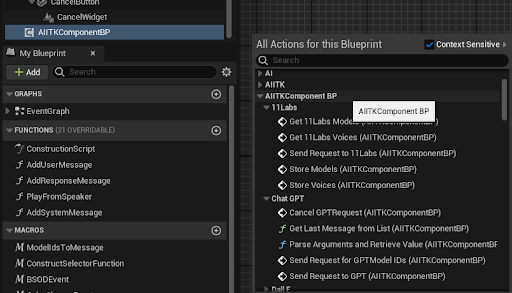 CancelButton
CancelWidget
AIITKComponentBP
My Blueprint
Add
Search
GRAPHS
EventGraph
FUNCTIONS (21 OVERRIDABLE)
ConstructionScript
AddUserMessage
AddResponseMessage
PlayFromSpeaker
AddSystemMessage
MACROS
ModelIdsToMessage
ConstructSelectorFunction
BSODEvent
All Actions for this Blueprint
Context Sensitive
Search
AI
AIITK
AIITKComponent BP
11Labs
AIITKComponent BP
Get 11Labs Models (AIITKComponentBP)
Get 11Labs Voices (AIITKComponentBP)
Send Request to 11Labs (AIITKComponentBP)
Store Models (AIITKComponentBP)
Store Voices (AIITKComponentBP)
Chat GPT
Cancel GPTRequest (AIITKComponentBP)
Get Last Message from List (AIITKComponentBP)
Parse Arguments and Retrieve Value (AIITKComponentBF
Send Request for GPTModel IDs (AIITKComponentBP)
Send Request to GPT (AIITKComponentBP)